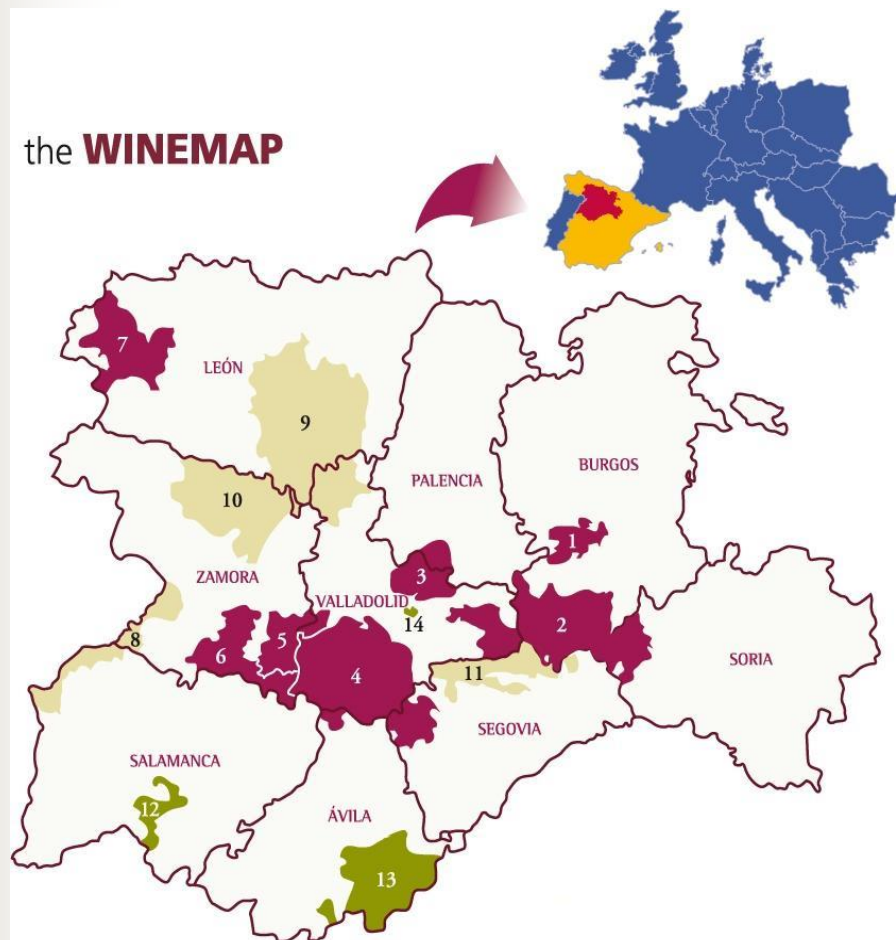 the WINEMAP
7
LEÓN
9
PALENCIA
BURGOS
10
1
ZAMORA
3
VALLADOLID
14
2
8
6
5
4
11
SORIA
SEGOVIA
SALAMANCA
12
ÁVILA
13